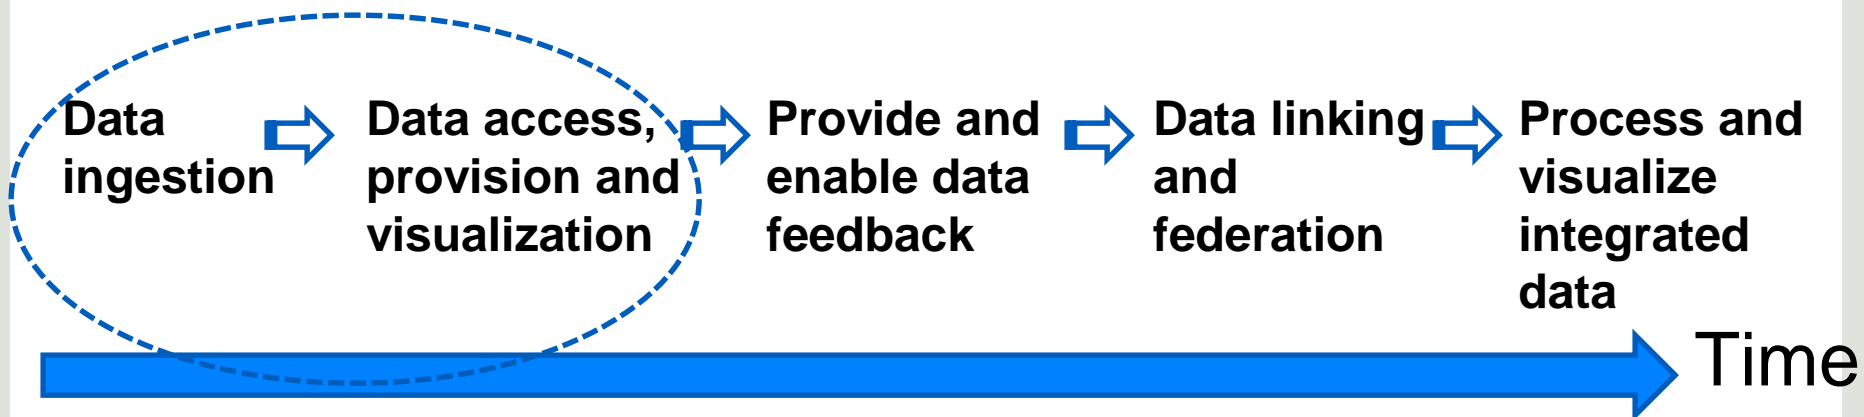 Data
ingestion
Data access,
provision and
visualization
Provide and
enable data
feedback
Data linking
and
federation
Process and
visualize
integrated
data
Time